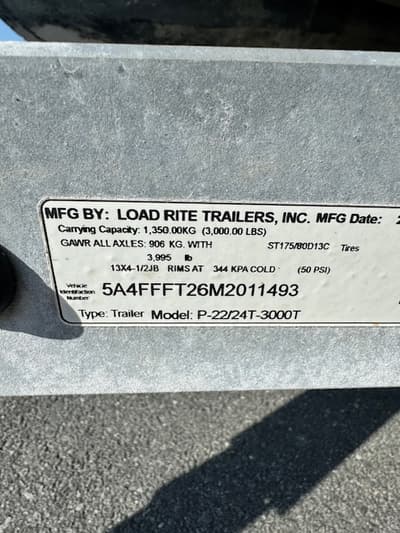 MFG BY: LOAD RITE TRAILERS, INC. MFG Date: 2
Carrying Capacity: 1,350.00KG (3,000.00 LBS)
GAWR ALL AXLES: 906 KG. WITH ST175/80D13C Tires
3,995 lb
13X4-1/2JB RIMS AT 344 KPA COLD (50 PSI)
Vehicle Identification Number 5A4FFFT26M2011493
Type: Trailer Model: P-22/24T-3000T